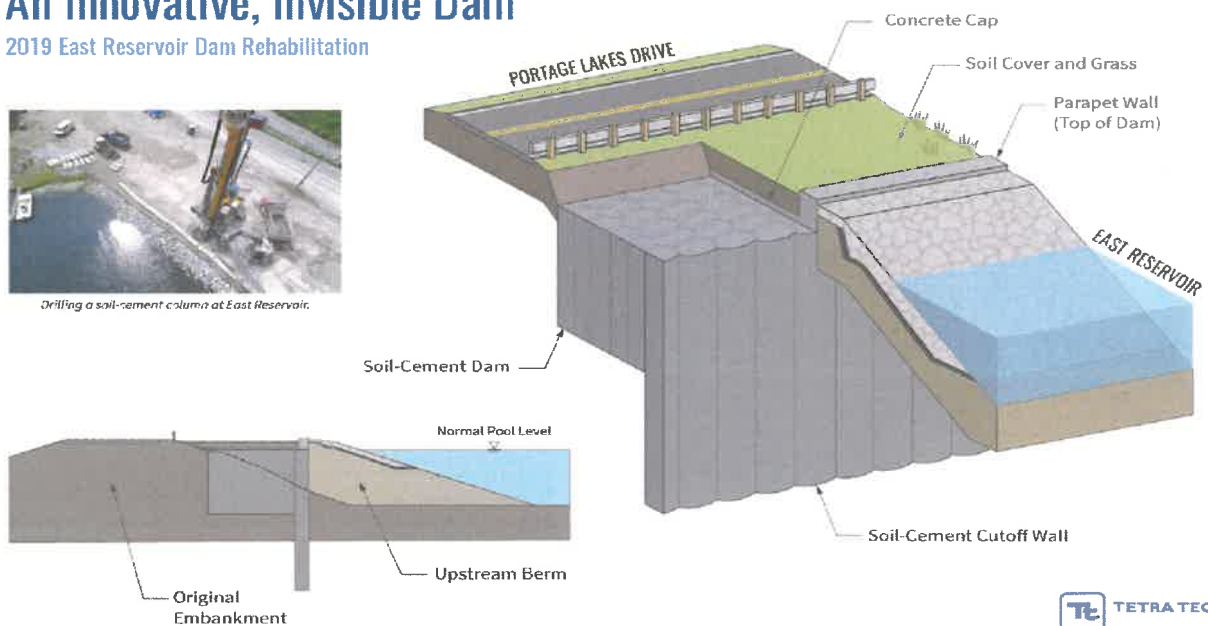 An Innovative, Invisible Dam
2019 East Reservoir Dam Rehabilitation
Drilling a soil-cement column at East Reservoir.
PORTAGE LAKES DRIVE
Concrete Cap
Soil Cover and Grass
Parapet Wall
(Top of Dam)
EAST RESERVOIR
Soil-Cement Dam
Soil-Cement Cutoff Wall
Normal Pool Level
Upstream Berm
Original
Embankment
Tt TETRA TEC